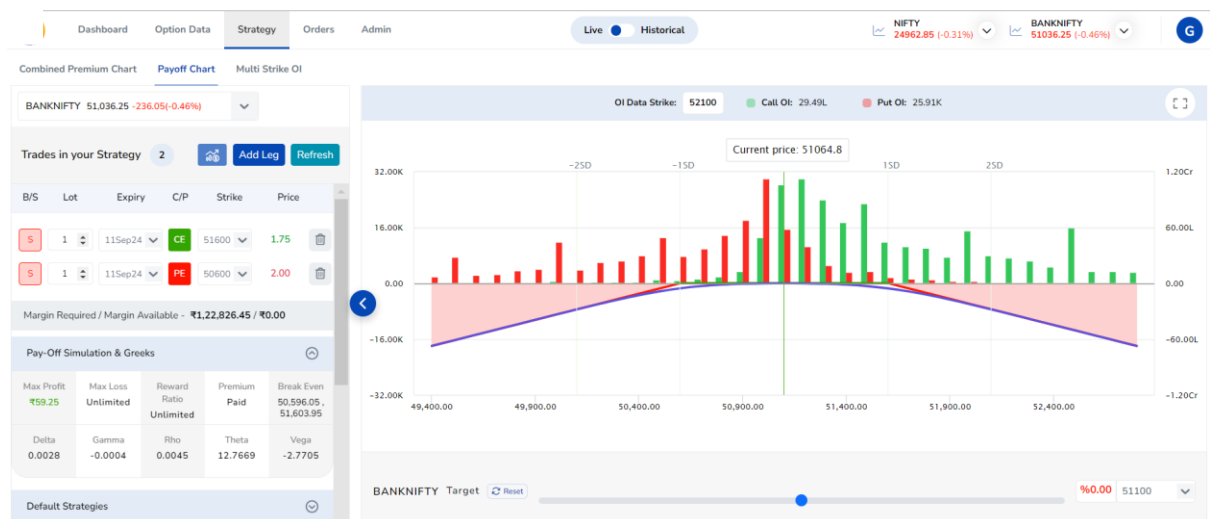 Dashboard Option Data Strategy Orders Admin Live Historical NIFTY 24962.85 (-0.31%) BANKNIFTY 51036.25 (-0.46%) G
Combined Premium Chart Payoff Chart Multi Strike OI
BANKNIFTY 51,036.25 -236.05(-0.46%)
Trades in your Strategy 2 Add Leg Refresh
B/S Lot Expiry C/P Strike Price
S 1 11Sep24 CE 51600 1.75
S 1 11Sep24 PE 50600 2.00
Margin Required / Margin Available - ₹1,22,826.45 / ₹0.00
Pay-Off Simulation & Greeks
Max Profit Max Loss Reward Ratio Premium Break Even
₹59.25 Unlimited Unlimited Paid 50,596.05 , 51,603.95
Delta Gamma Rho Theta Vega
0.0028 -0.0004 0.0045 12.7669 -2.7705
Default Strategies
OI Data Strike: 52100 Call OI: 29.49L Put OI: 25.91K
Current price: 51064.8
-2SD -1SD 1SD 2SD
32.00K 1.20Cr
16.00K 60.00L
0.00 0.00
-16.00K -60.00L
-32.00K -1.20Cr
49,400.00 49,900.00 50,400.00 50,900.00 51,400.00 51,900.00 52,400.00
BANKNIFTY Target Reset %0.00 51100